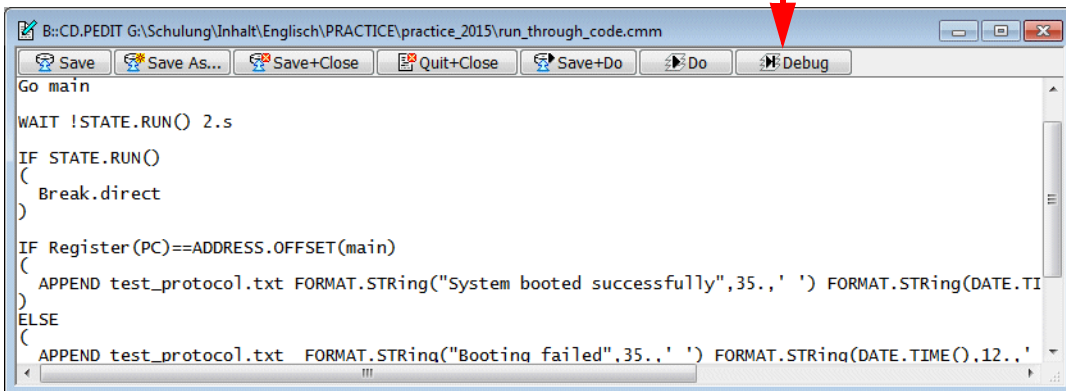 B::CD.PEDIT G:\Schulung\Inhalt\Englisch\PRACTICE\practice_2015\run_through_code.cmm
Save Save As... Save+Close Quit+Close Save+Do Do Debug
Go main
WAIT !STATE.RUN() 2.s
IF STATE.RUN()
(
Break.direct
)
IF Register(PC)==ADDRESS.OFFSET(main)
(
APPEND test_protocol.txt FORMAT.STRing("System booted successfully",35.,' ') FORMAT.STRing(DATE.TI
)
ELSE
(
APPEND test_protocol.txt  FORMAT.STRing("Booting failed",35.,' ') FORMAT.STRing(DATE.TIME(),12.,'